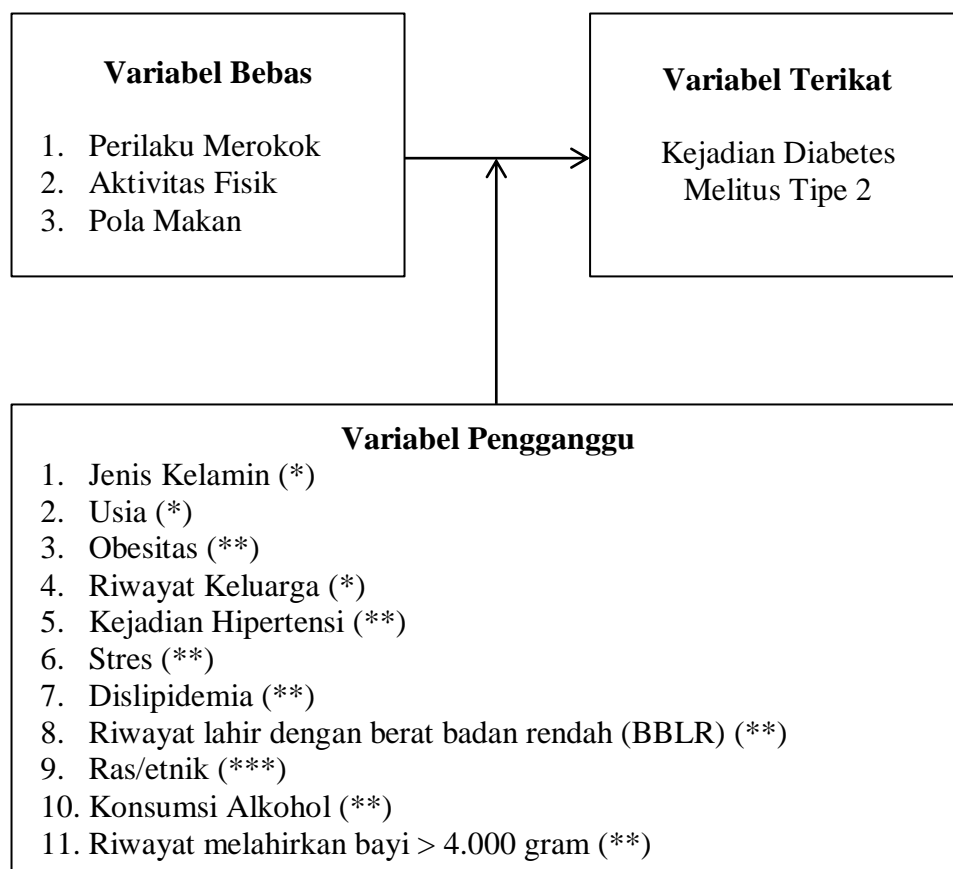 Variabel Bebas
1. Perilaku Merokok
2. Aktivitas Fisik
3. Pola Makan
Variabel Terikat
Kejadian Diabetes
Melitus Tipe 2
Variabel Pengganggu
1. Jenis Kelamin (*)
2. Usia (*)
3. Obesitas (**)
4. Riwayat Keluarga (*)
5. Kejadian Hipertensi (**)
6. Stres (**)
7. Dislipidemia (**)
8. Riwayat lahir dengan berat badan rendah (BBLR) (**)
9. Ras/etnik (***)
10. Konsumsi Alkohol (**)
11. Riwayat melahirkan bayi > 4.000 gram (**)